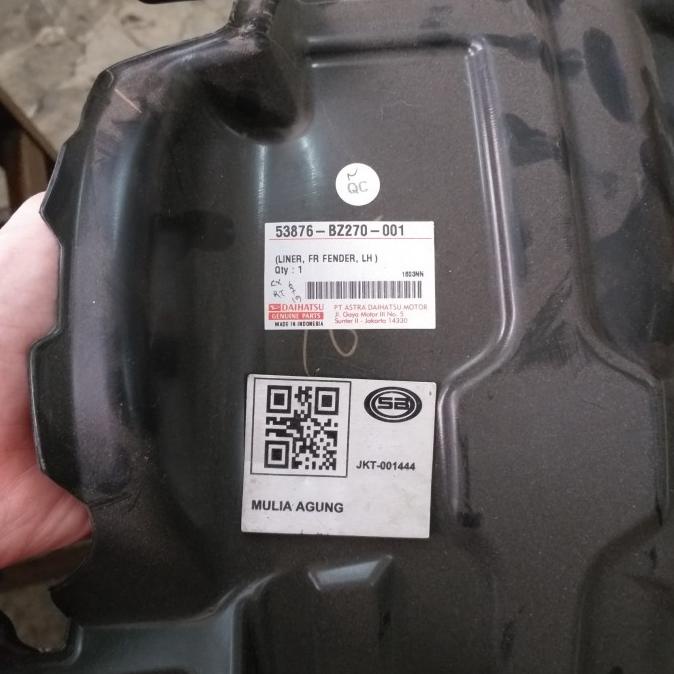 QC
53876-BZ270-001
(LINER, FR FENDER, LH)
Qty : 1
1603NN
DAIHATSU
GENUINE PARTS
MADE IN INDONESIA
PT ASTRA DAIHATSU MOTOR
Jl. Gaya Motor III No. 5
Sunter II - Jakarta 14330
SB
JKT-001444
MULIA AGUNG